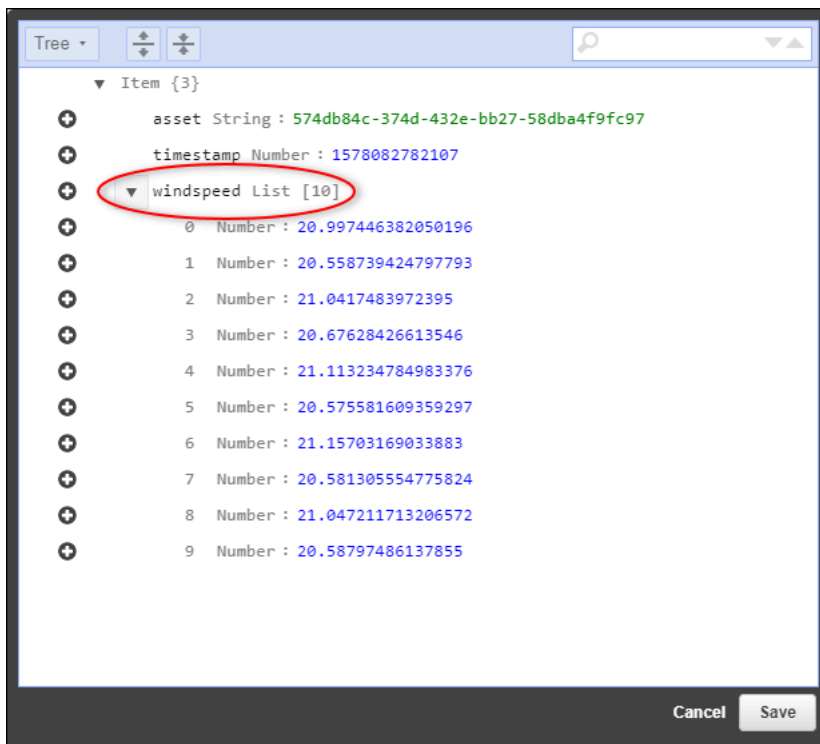 Tree
Item {3}
asset String : 574db84c-374d-432e-bb27-58dba4f9fc97
timestamp Number : 1578082782107
windspeed List [10]
0 Number : 20.997446382050196
1 Number : 20.558739424797793
2 Number : 21.0417483972395
3 Number : 20.67628426613546
4 Number : 21.113234784983376
5 Number : 20.575581609359297
6 Number : 21.15703169033883
7 Number : 20.581305554775824
8 Number : 21.047211713206572
9 Number : 20.58797486137855
Cancel Save